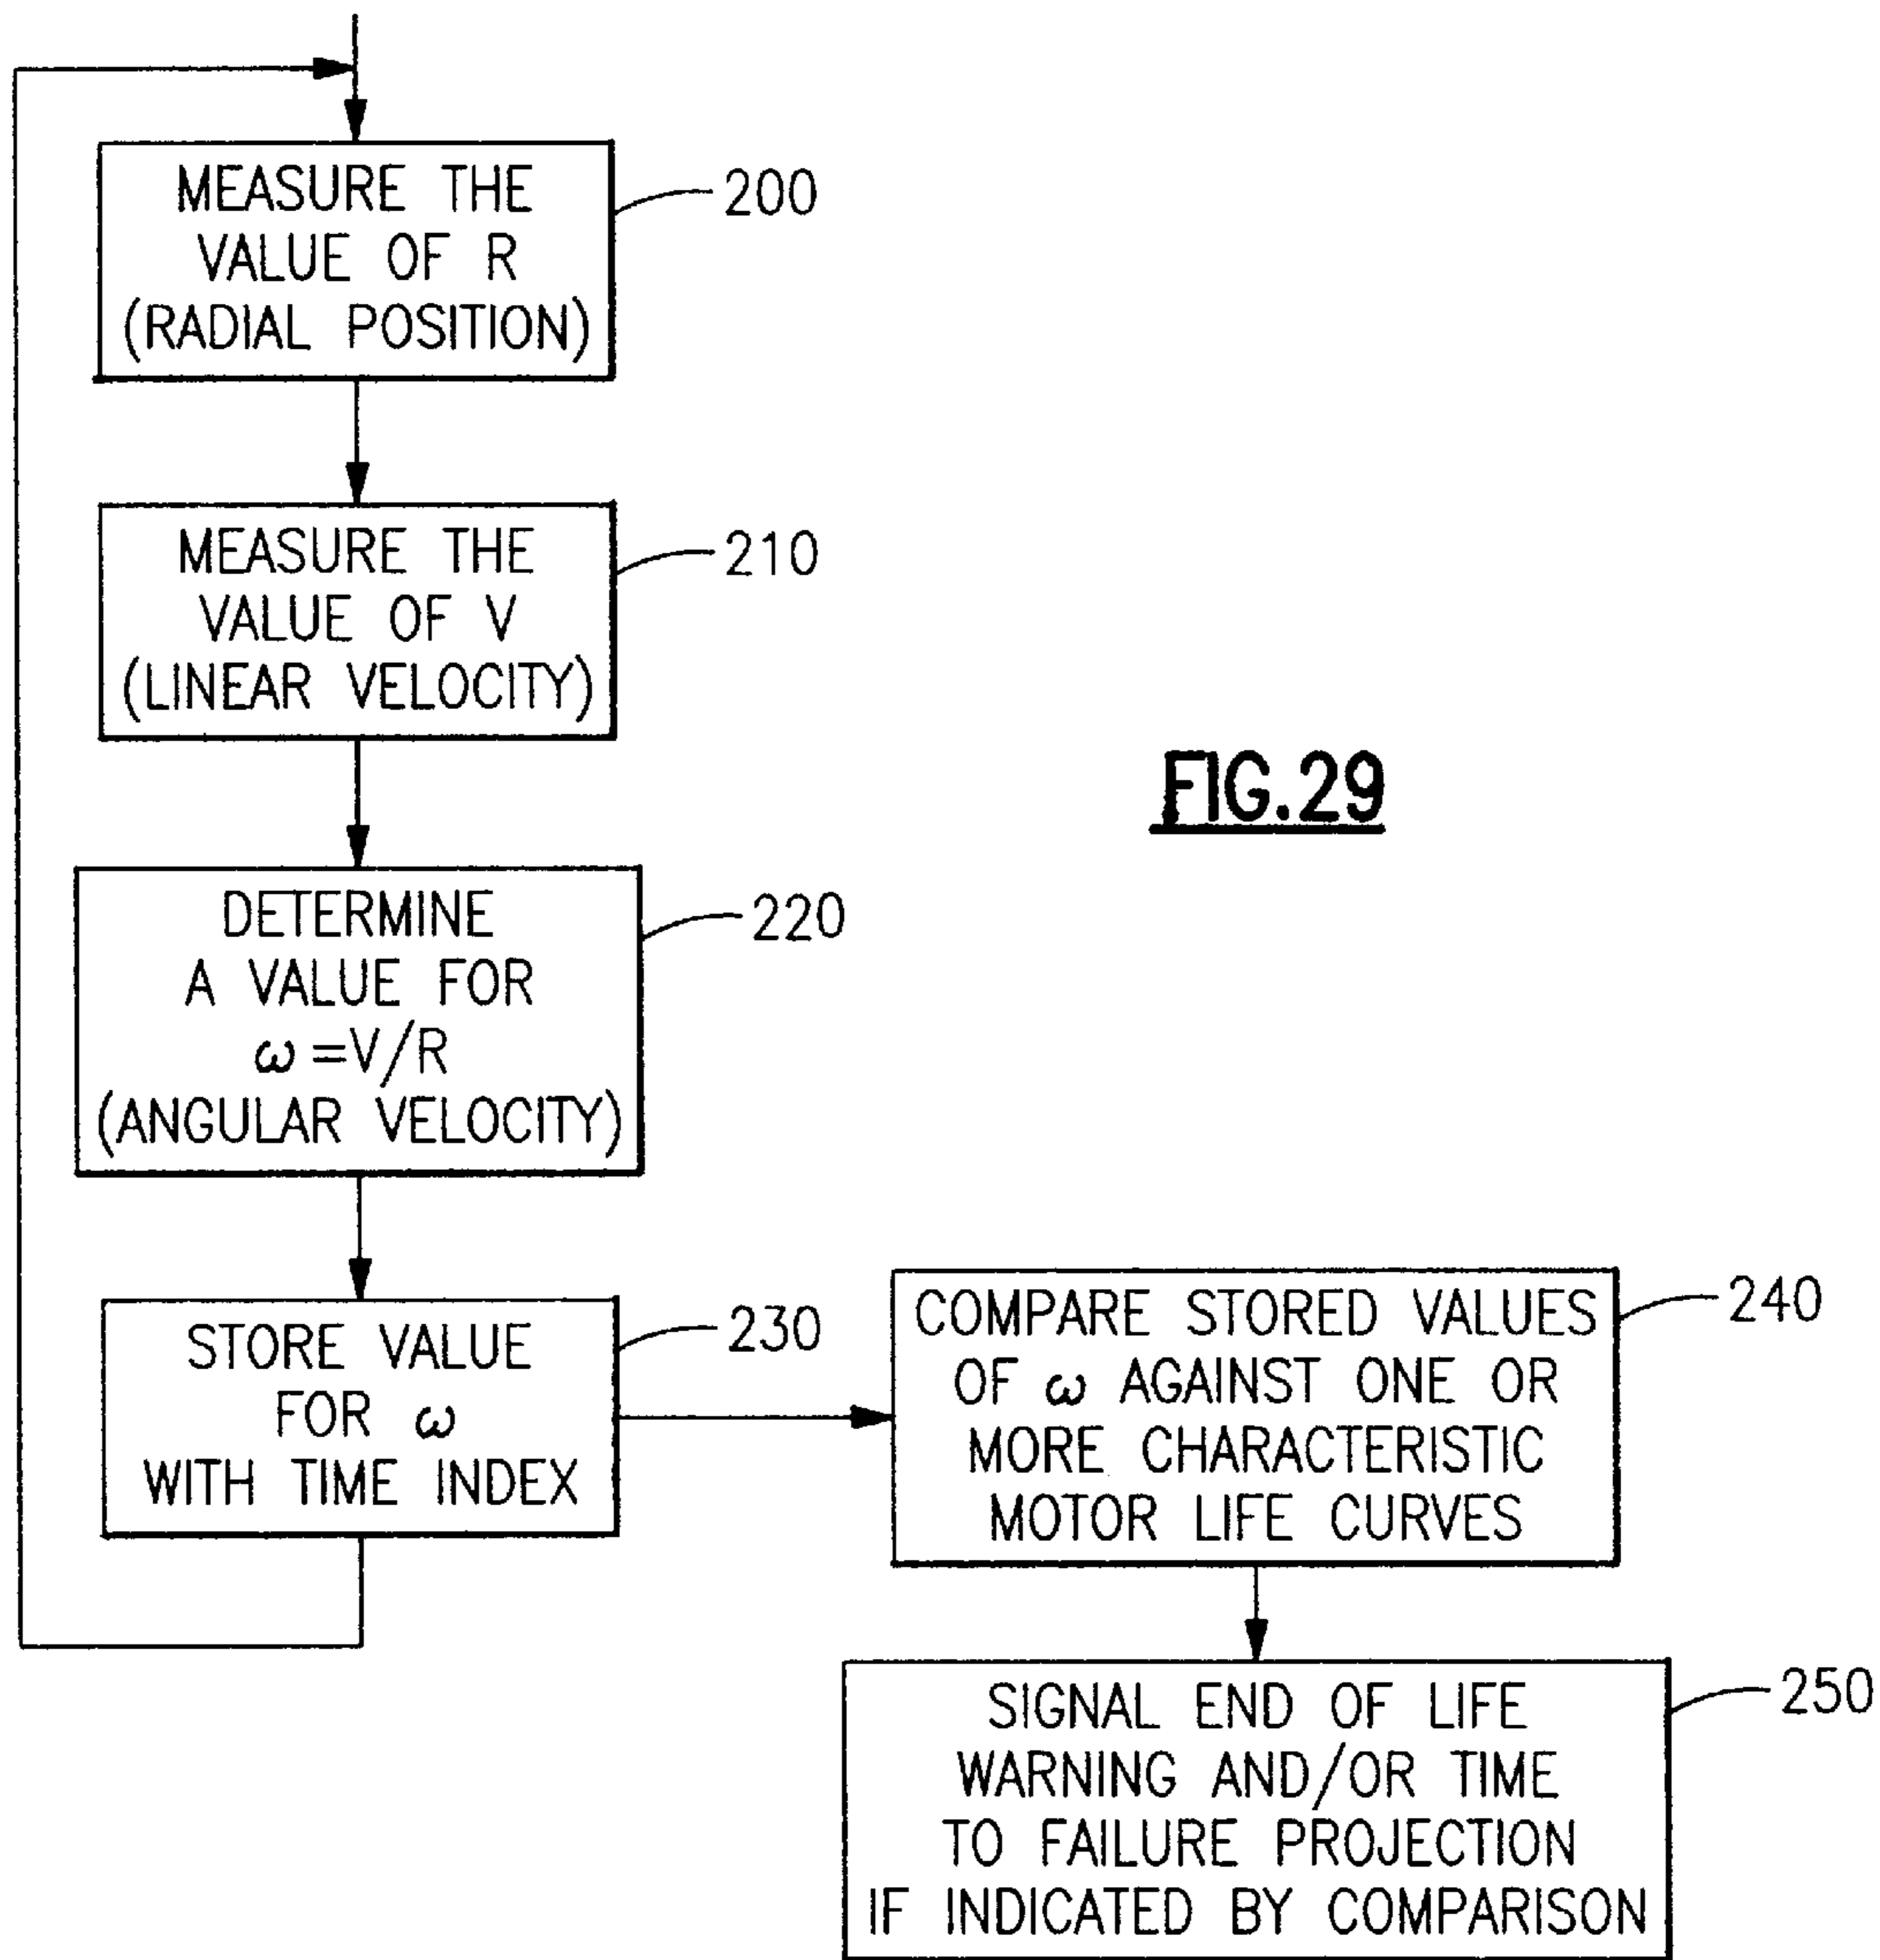 MEASURE THE
VALUE OF R
(RADIAL POSITION)
200
MEASURE THE
VALUE OF V
(LINEAR VELOCITY)
210
FIG.29
DETERMINE
A VALUE FOR
ω=V/R
(ANGULAR VELOCITY)
220
STORE VALUE
FOR ω
WITH TIME INDEX
230
COMPARE STORED VALUES
OF ω AGAINST ONE OR
MORE CHARACTERISTIC
MOTOR LIFE CURVES
240
SIGNAL END OF LIFE
WARNING AND/OR TIME
TO FAILURE PROJECTION
IF INDICATED BY COMPARISON
250